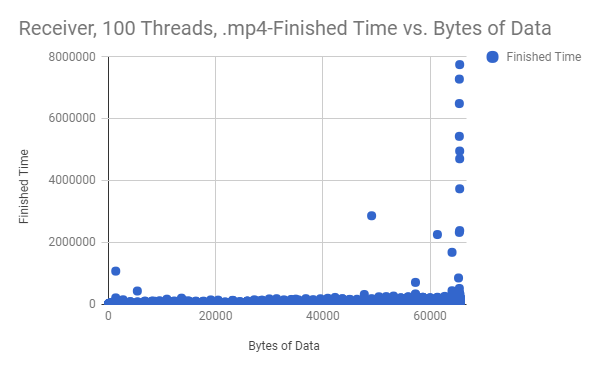 Receiver, 100 Threads, .mp4-Finished Time vs. Bytes of Data
Finished Time
8000000
6000000
4000000
2000000
0
Finished Time
0 20000 40000 60000
Bytes of Data